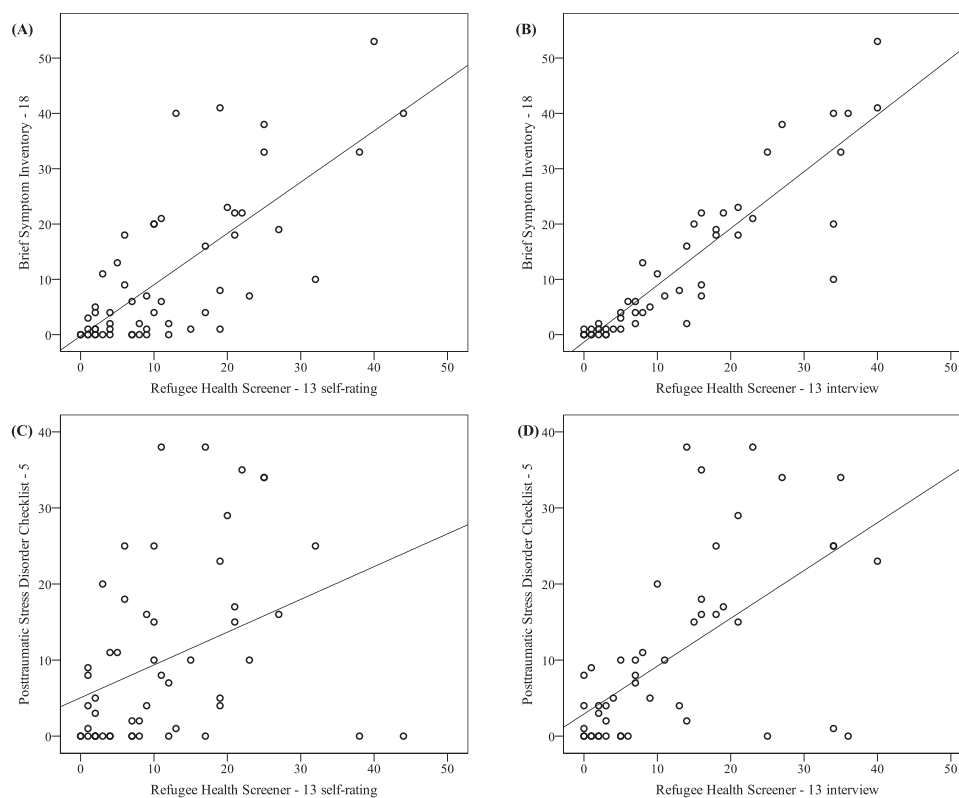 (A)
Brief Symptom Inventory - 18
50
40
30
20
10
0
0 10 20 30 40 50
Refugee Health Screener - 13 self-rating
(B)
Brief Symptom Inventory - 18
50
40
30
20
10
0
0 10 20 30 40 50
Refugee Health Screener - 13 interview
(C)
Posttraumatic Stress Disorder Checklist - 5
40
30
20
10
0
0 10 20 30 40 50
Refugee Health Screener - 13 self-rating
(D)
Posttraumatic Stress Disorder Checklist - 5
40
30
20
10
0
0 10 20 30 40 50
Refugee Health Screener - 13 interview